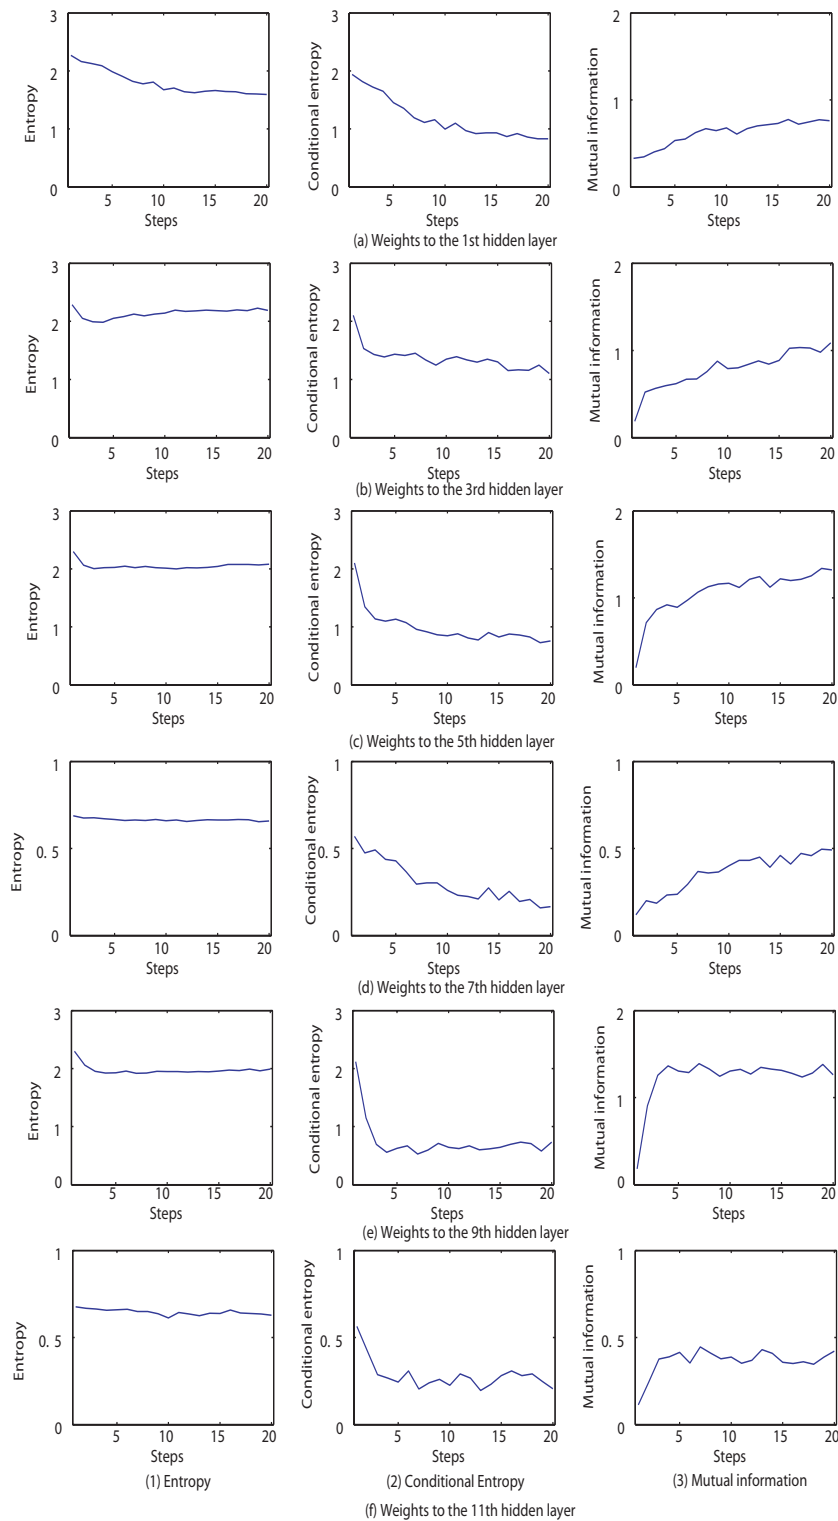 3 3 2
Entropy Conditional entropy Mutual information
2 2
1 1 1
0 0 0
5 10 15 20 5 10 15 20 5 10 15 20
Steps Steps Steps
(a) Weights to the 1st hidden layer
3 3 2
Entropy Conditional entropy Mutual information
2 2
1 1 1
0 0 0
5 10 15 20 5 10 15 20 5 10 15 20
Steps Steps Steps
(b) Weights to the 3rd hidden layer
3 3 2
Entropy Conditional entropy Mutual information
2 2
1 1 1
0 0 0
5 10 15 20 5 10 15 20 5 10 15 20
Steps Steps Steps
(c) Weights to the 5th hidden layer
1 1 1
Entropy Conditional entropy Mutual information
0. 5 0. 5 0. 5
0 0 0
5 10 15 20 5 10 15 20 5 10 15 20
Steps Steps Steps
(d) Weights to the 7th hidden layer
3 3 2
Entropy Conditional entropy Mutual information
2 2
1 1 1
0 0 0
5 10 15 20 5 10 15 20 5 10 15 20
Steps Steps Steps
(e) Weights to the 9th hidden layer
1 1 1
Entropy Conditional entropy Mutual information
0. 5 0. 5 0. 5
0 0 0
5 10 15 20 5 10 15 20 5 10 15 20
Steps Steps Steps
(1) Entropy (2) Conditional Entropy (3) Mutual information
(f) Weights to the 11th hidden layer